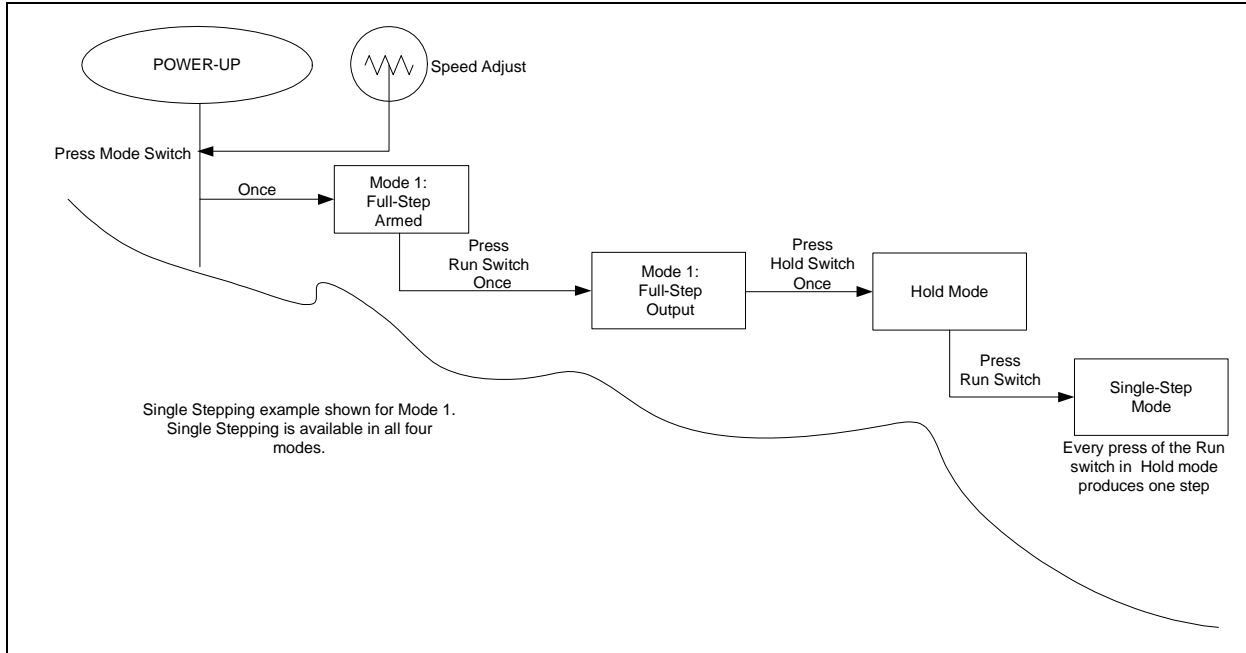 POWER-UP
Speed Adjust
Press Mode Switch
Once
Mode 1:
Full-Step
Armed
Press
Run Switch
Once
Mode 1:
Full-Step
Output
Press
Hold Switch
Once
Hold Mode
Press
Run Switch
Single-Step
Mode
Every press of the Run
switch in Hold mode
produces one step
Single Stepping example shown for Mode 1.
Single Stepping is available in all four
modes.